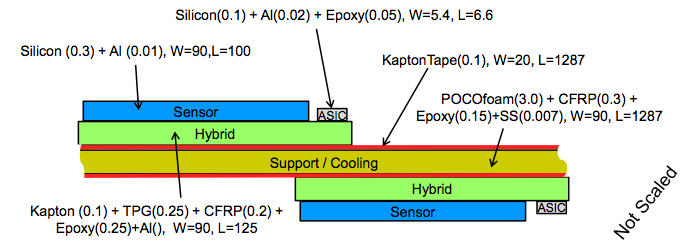 Silicon(0.1) + Al(0.02) + Epoxy(0.05), W=5.4, L=6.6
Silicon (0.3) + Al (0.01), W=90,L=100
KaptonTape(0.1), W=20, L=1287
POCOfoam(3.0) + CFRP(0.3) +
Epoxy(0.15)+SS(0.007), W=90, L=1287
Sensor
ASIC
Hybrid
Support / Cooling
Hybrid
Sensor
ASIC
Kapton (0.1) + TPG(0.25) + CFRP(0.2) +
Epoxy(0.25)+Al(), W=90, L=125
Not Scaled